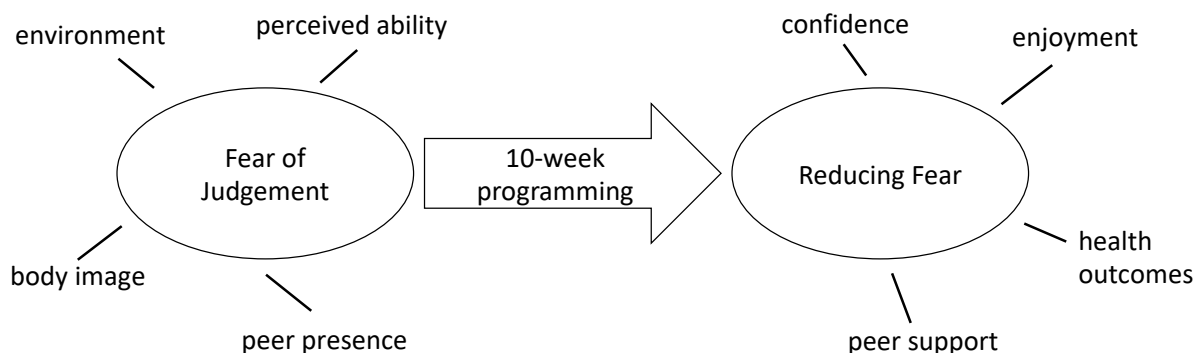 environment
perceived ability
confidence
enjoyment
Fear of
Judgement
10-week
programming
Reducing Fear
body image
health
outcomes
peer presence
peer support